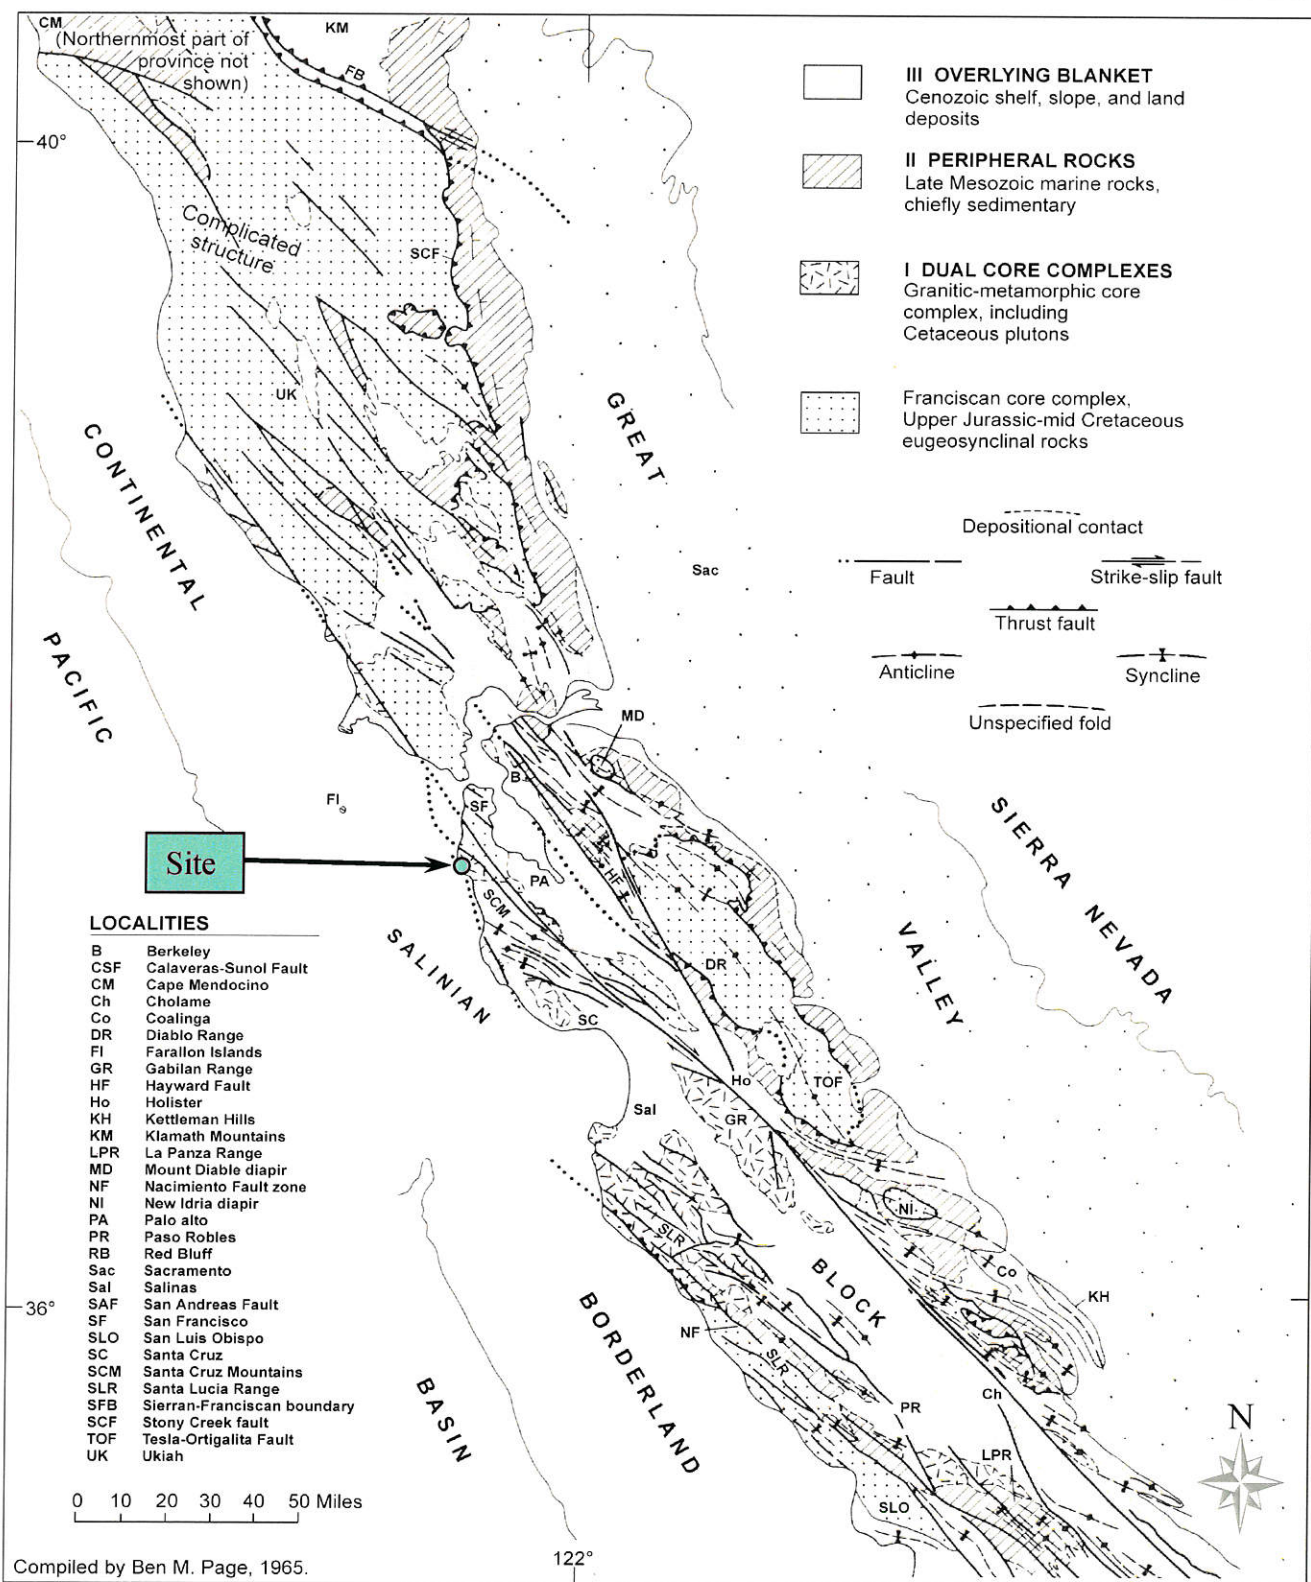 CM
(Northernmost part of
province not
shown)
KM
FB
40°
Complicated
structure
SCF
UK
III OVERLYING BLANKET
Cenozoic shelf, slope, and land
deposits
II PERIPHERAL ROCKS
Late Mesozoic marine rocks,
chiefly sedimentary
I DUAL CORE COMPLEXES
Granitic-metamorphic core
complex, including
Cetaceous plutons
Franciscan core complex,
Upper Jurassic-mid Cretaceous
eugeosynclinal rocks
Depositional contact
Fault
Strike-slip fault
Thrust fault
Anticline
Syncline
Unspecified fold
GREAT
VALLEY
SIERRA NEVADA
CONTINENTAL
BORDERLAND
PACIFIC
BASIN
SALINIAN
BLOCK
Sac
MD
B
SF
FI
Site
PA
HF
SCM
DR
SC
Ho
TOF
Sal
GR
NI
SLR
Co
KH
NF
SLR
Ch
PR
LPR
SLO
36°
122°
N
LOCALITIES
B Berkeley
CSF Calaveras-Sunol Fault
CM Cape Mendocino
Ch Cholame
Co Coalinga
DR Diablo Range
FI Farallon Islands
GR Gabilan Range
HF Hayward Fault
Ho Holister
KH Kettleman Hills
KM Klamath Mountains
LPR La Panza Range
MD Mount Diable diapir
NF Nacimiento Fault zone
NI New Idria diapir
PA Palo alto
PR Paso Robles
RB Red Bluff
Sac Sacramento
Sal Salinas
SAF San Andreas Fault
SF San Francisco
SLO San Luis Obispo
SC Santa Cruz
SCM Santa Cruz Mountains
SLR Santa Lucia Range
SFB Sierran-Franciscan boundary
SCF Stony Creek fault
TOF Tesla-Ortigalita Fault
UK Ukiah
0 10 20 30 40 50 Miles
Compiled by Ben M. Page, 1965.